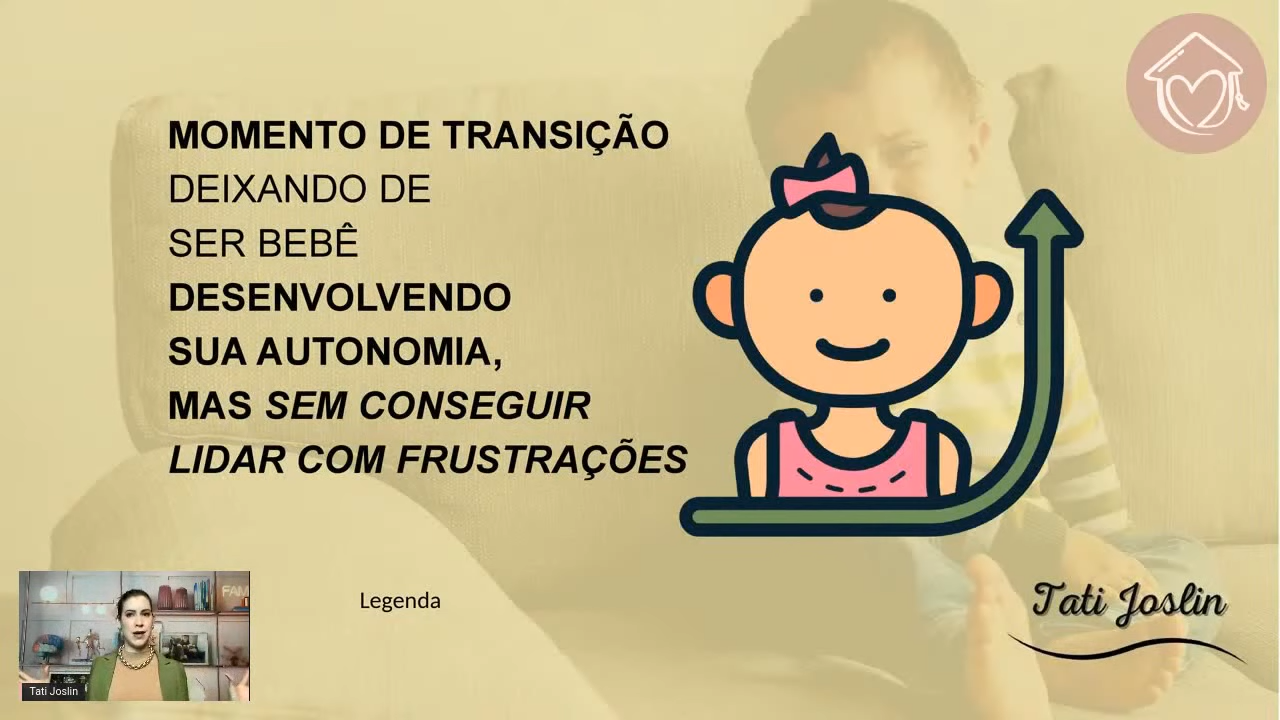 MOMENTO DE TRANSIÇÃO
DEIXANDO DE
SER BEBÊ
DESENVOLVENDO
SUA AUTONOMIA,
MAS SEM CONSEGUIR
LIDAR COM FRUSTRAÇÕES
Legenda
Tati Joslin
FAM
Tati Joslin